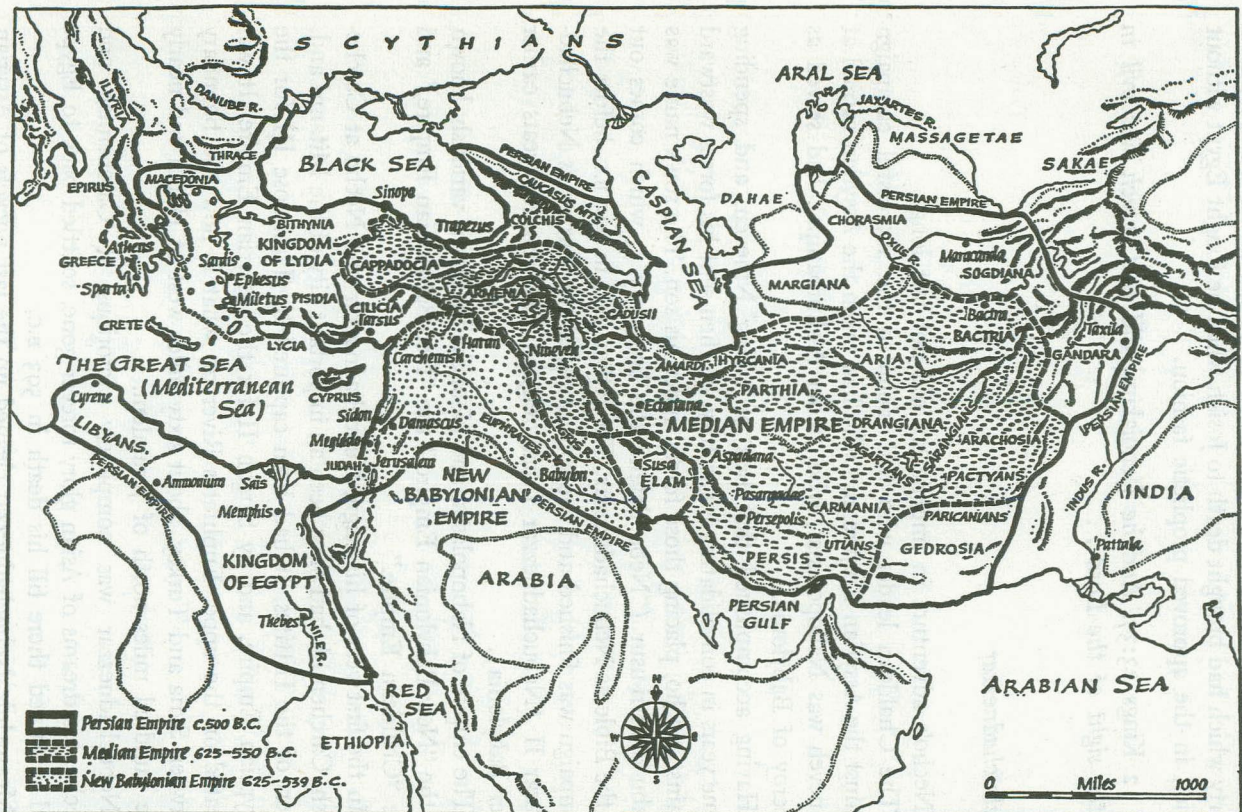 SCYTHIANS
ILLYRIA
DANUBE R.
THRACE
MACEDONIA
EPIRUS
Athens
GREECE
Sparta
CRETE
BLACK SEA
Sinopa
BITHYNIA
KINGDOM
OF LYDIA
Sardis
Ephesus
Miletus
PISIDIA
LYCIA
CILICIA
Tarsus
CAPPADOCIA
Trapezus
COLCHIS
PERSIAN EMPIRE
CAUCASUS MTS.
ARMENIA
CADUSII
CASPIAN SEA
ARAL SEA
JAXARTES R.
MASSAGETAE
SAKAE
DAHAE
CHORASMIA
PERSIAN EMPIRE
OXUS R.
Maracanda
SOGDIANA
MARGIANA
Bactra
BACTRIA
Taxila
GANDARA
PERSIAN EMPIRE
AMARDI
HYRCANIA
PARTHIA
ARIA
Ecbatana
MEDIAN EMPIRE
DRANGIANA
SAGARTIANS
SARANGIANS
ARACHOSIA
PACTYANS
Aspadana
Pasargadae
Persepolis
CARMANIA
UTIANS
PERSIS
PARICANIANS
GEDROSIA
INDUS R.
INDIA
Pattala
THE GREAT SEA
(Mediterranean
Sea)
CYPRUS
Carchemish
Haran
Nineveh
Sidon
Damascus
Megiddo
JUDAH
Jerusalem
EUPHRATES R.
TIGRIS R.
Babylon
Susa
ELAM
NEW
BABYLONIAN
EMPIRE
PERSIAN EMPIRE
Cyrene
LIBYANS
PERSIAN EMPIRE
Ammonium
Sais
Memphis
KINGDOM
OF EGYPT
Thebes
NILE R.
RED
SEA
ETHIOPIA
ARABIA
PERSIAN
GULF
ARABIAN SEA
N
W E
S
Persian Empire c.500 B.C.
Median Empire 625-550 B.C.
New Babylonian Empire 625-539 B.C.
0 Miles 1000